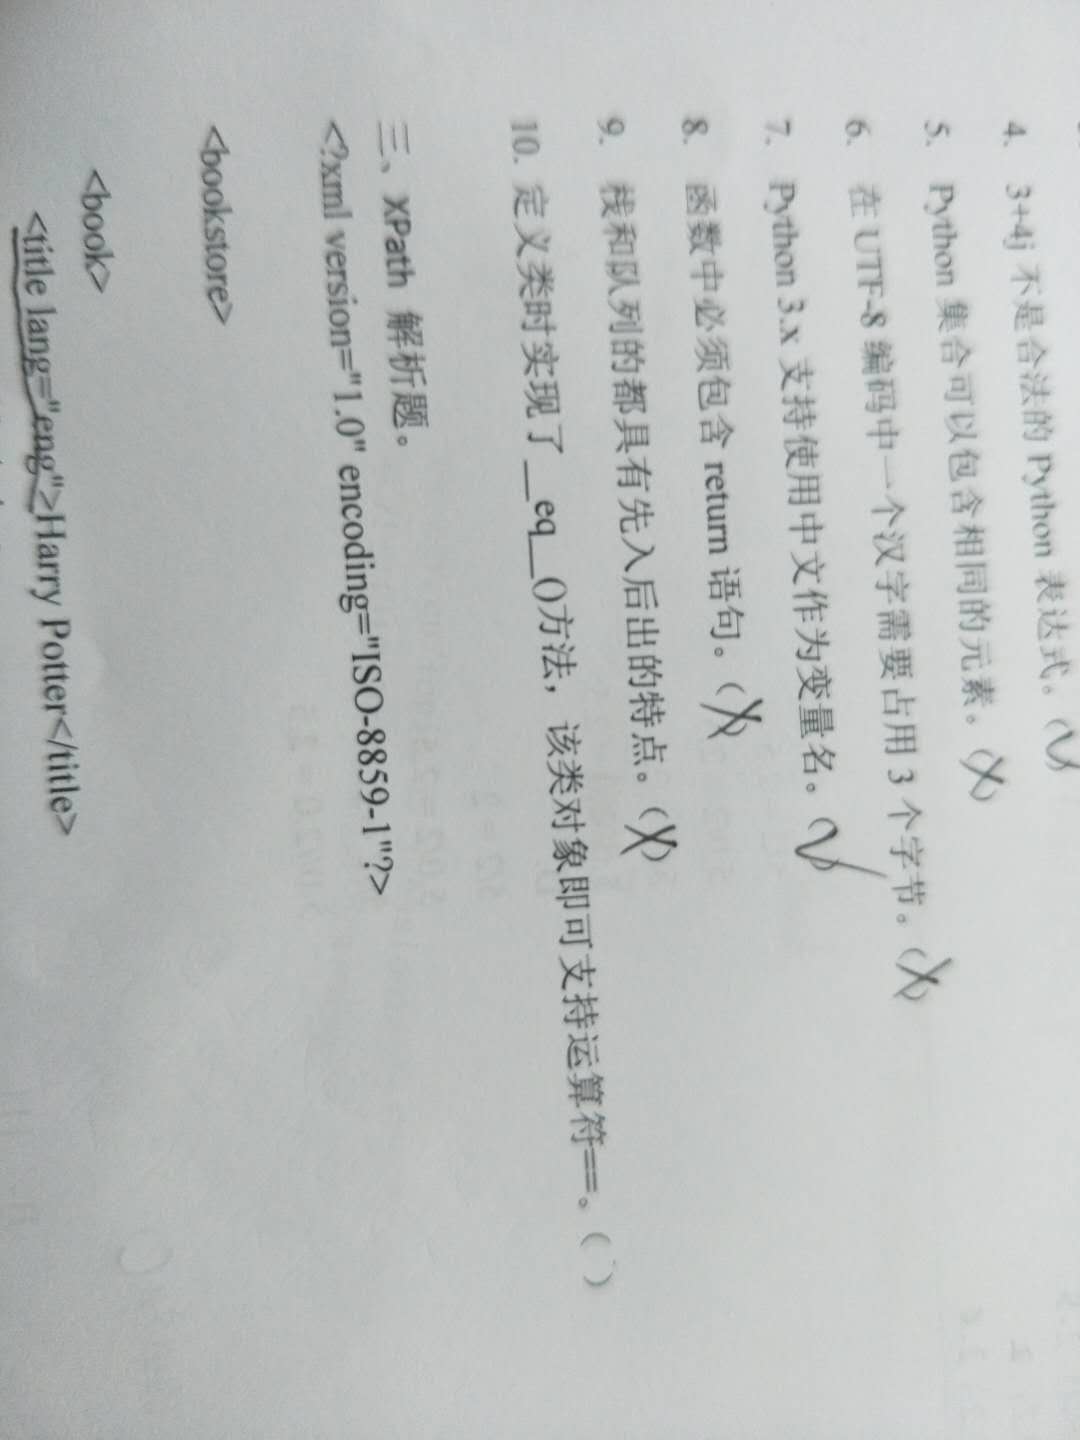 4. 3+4j 不是合法的 Python 表达式。(√
5. Python 集合可以包含相同的元素。(X)
6. 在 UTF-8 编码中一个汉字需要占用 3 个字节。(X)
7. Python 3.x 支持使用中文作为变量名。√
8. 函数中必须包含 return 语句。(X)
9. 栈和队列的都具有先入后出的特点。(X)
10. 定义类时实现了__eq__()方法，该类对象即可支持运算符==。( )
三、XPath 解析题。
<?xml version="1.0" encoding="ISO-8859-1"?>
<bookstore>
<book>
<title lang="eng">Harry Potter</title>